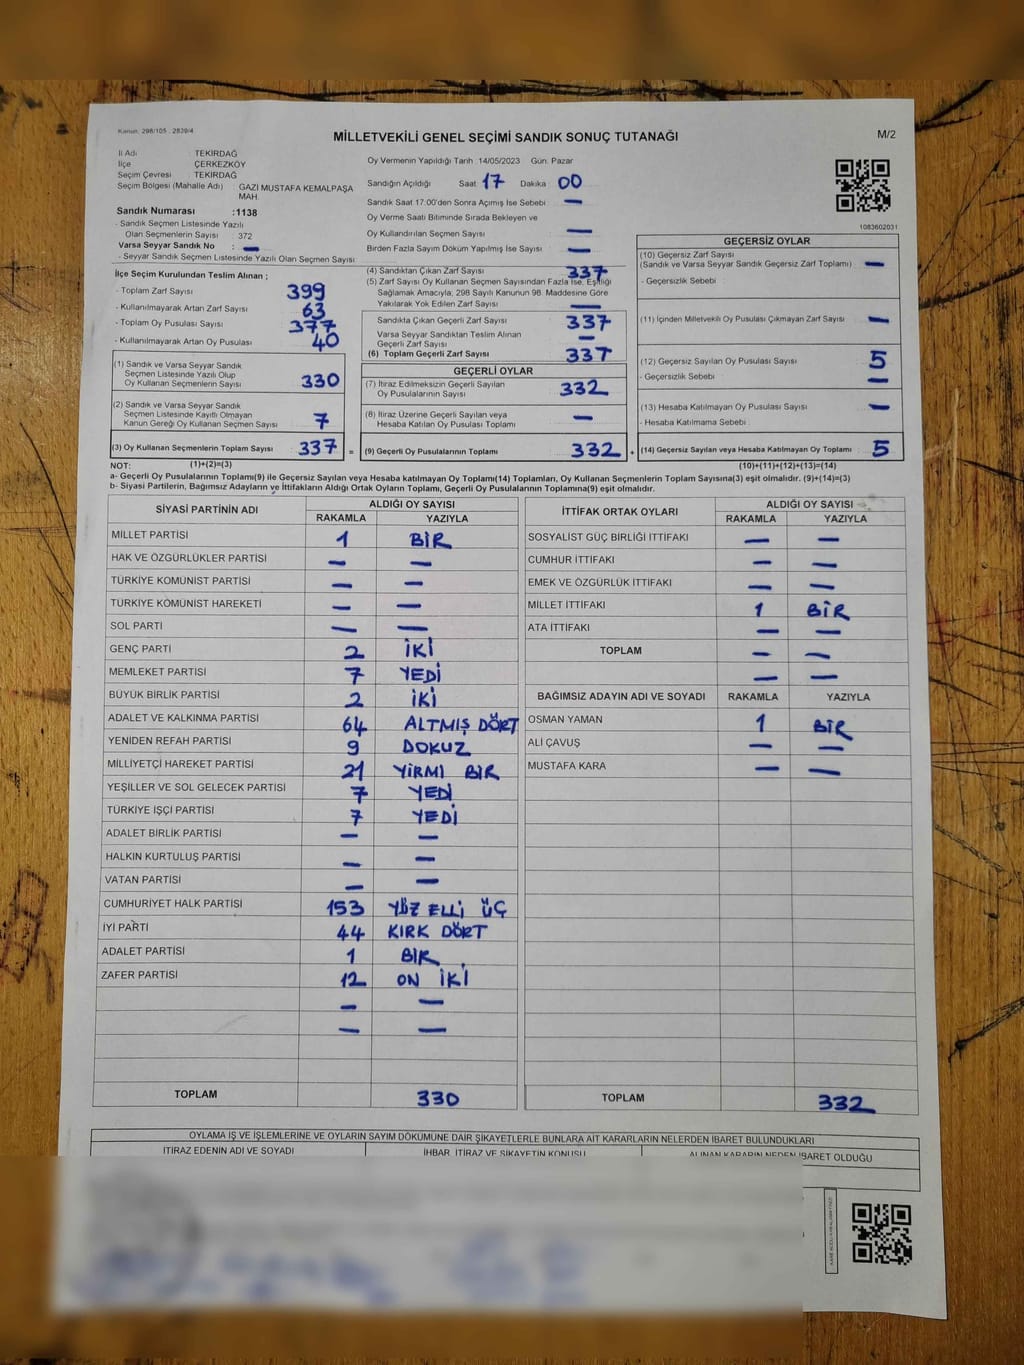 Kanun: 298/105 , 2839/4
MİLLETVEKİLİ GENEL SEÇİMİ SANDIK SONUÇ TUTANAĞI
M/2
İl Adı TEKİRDAĞ
İlçe ÇERKEZKÖY
Seçim Çevresi TEKİRDAĞ
Seçim Bölgesi (Mahalle Adı) GAZİ MUSTAFA KEMALPAŞA MAH.
Sandık Numarası :1138
- Sandık Seçmen Listesinde Yazılı
Olan Seçmenlerin Sayısı : 372
Varsa Seyyar Sandık No : —
- Seyyar Sandık Seçmen Listesinde Yazılı Olan Seçmen Sayısı:
Oy Vermenin Yapıldığı Tarih :14/05/2023 Gün: Pazar
Sandığın Açıldığı Saat 17 Dakika 00
Sandık Saat 17:00'den Sonra Açılmış İse Sebebi —
Oy Verme Saati Bitiminde Sırada Bekleyen ve
Oy Kullandırılan Seçmen Sayısı —
Birden Fazla Sayım Döküm Yapılmış İse Sayısı —
1083602031
İlçe Seçim Kurulundan Teslim Alınan ;
- Toplam Zarf Sayısı 399
- Kullanılmayarak Artan Zarf Sayısı 63
- Toplam Oy Pusulası Sayısı 377
- Kullanılmayarak Artan Oy Pusulası 40
(1) Sandık ve Varsa Seyyar Sandık
Seçmen Listesinde Yazılı Olup
Oy Kullanan Seçmenlerin Sayısı 330
(2) Sandık ve Varsa Seyyar Sandık
Seçmen Listesinde Kayıtlı Olmayan
Kanun Gereği Oy Kullanan Seçmen Sayısı 7
(3) Oy Kullanan Seçmenlerin Toplam Sayısı 337 =
(4) Sandıktan Çıkan Zarf Sayısı 337
(5) Zarf Sayısı Oy Kullanan Seçmen Sayısından Fazla İse, Eşitliği
Sağlamak Amacıyla, 298 Sayılı Kanunun 98. Maddesine Göre
Yakılarak Yok Edilen Zarf Sayısı —
Sandıkta Çıkan Geçerli Zarf Sayısı 337
Varsa Seyyar Sandıktan Teslim Alınan
Geçerli Zarf Sayısı —
(6) Toplam Geçerli Zarf Sayısı 337
GEÇERLİ OYLAR
(7) İtiraz Edilmeksizin Geçerli Sayılan
Oy Pusulalarının Sayısı 332
(8) İtiraz Üzerine Geçerli Sayılan veya
Hesaba Katılan Oy Pusulası Toplamı —
(9) Geçerli Oy Pusulalarının Toplamı 332 +
GEÇERSİZ OYLAR
(10) Geçersiz Zarf Sayısı
(Sandık ve Varsa Seyyar Sandık Geçersiz Zarf Toplamı) —
- Geçersizlik Sebebi :
(11) İçinden Milletvekili Oy Pusulası Çıkmayan Zarf Sayısı —
(12) Geçersiz Sayılan Oy Pusulası Sayısı 5
- Geçersizlik Sebebi : —
(13) Hesaba Katılmayan Oy Pusulası Sayısı —
- Hesaba Katılmama Sebebi :
(14) Geçersiz Sayılan veya Hesaba Katılmayan Oy Toplamı : 5
NOT: (1)+(2)=(3) (10)+(11)+(12)+(13)=(14)
a- Geçerli Oy Pusulalarının Toplamı(9) ile Geçersiz Sayılan veya Hesaba katılmayan Oy Toplamı(14) Toplamları, Oy Kullanan Seçmenlerin Toplam Sayısına(3) eşit olmalıdır. (9)+(14)=(3)
b- Siyasi Partilerin, Bağımsız Adayların ve İttifakların Aldığı Oy Sayıları Toplamı, Geçerli Oy Pusulalarının Toplamına(9) eşit olmalıdır.
SİYASİ PARTİNİN ADI ALDIĞI OY SAYISI
RAKAMLA YAZIYLA
MİLLET PARTİSİ 1 BİR
HAK VE ÖZGÜRLÜKLER PARTİSİ — —
TÜRKİYE KOMÜNİST PARTİSİ — —
TÜRKİYE KOMÜNİST HAREKETİ — —
SOL PARTİ — —
GENÇ PARTİ 2 İKİ
MEMLEKET PARTİSİ 7 YEDİ
BÜYÜK BİRLİK PARTİSİ 2 İKİ
ADALET VE KALKINMA PARTİSİ 64 ALTMIŞ DÖRT
YENİDEN REFAH PARTİSİ 9 DOKUZ
MİLLİYETÇİ HAREKET PARTİSİ 21 YİRMİ BİR
YEŞİLLER VE SOL GELECEK PARTİSİ 7 YEDİ
TÜRKİYE İŞÇİ PARTİSİ 7 YEDİ
ADALET BİRLİK PARTİSİ — —
HALKIN KURTULUŞ PARTİSİ — —
VATAN PARTİSİ — —
CUMHURİYET HALK PARTİSİ 153 YÜZ ELLİ ÜÇ
İYİ PARTİ 44 KIRK DÖRT
ADALET PARTİSİ 1 BİR
ZAFER PARTİSİ 12 ON İKİ
— —
— —
TOPLAM 330
İTTİFAK ORTAK OYLARI ALDIĞI OY SAYISI
RAKAMLA YAZIYLA
SOSYALİST GÜÇ BİRLİĞİ İTTİFAKI — —
CUMHUR İTTİFAKI — —
EMEK VE ÖZGÜRLÜK İTTİFAKI — —
MİLLET İTTİFAKI 1 BİR
ATA İTTİFAKI — —
TOPLAM — —
— —
BAĞIMSIZ ADAYIN ADI VE SOYADI RAKAMLA YAZIYLA
OSMAN YAMAN 1 BİR
ALİ ÇAVUŞ — —
MUSTAFA KARA — —
TOPLAM 332
OYLAMA İŞ VE İŞLEMLERİNE VE OYLARIN SAYIM DÖKÜMÜNE DAİR ŞİKAYETLERLE BUNLARA AİT KARARLARIN NELERDEN İBARET BULUNDUKLARI
İTİRAZ EDENİN ADI VE SOYADI İHBAR, İTİRAZ VE ŞİKAYETİN KONUSU ALINAN KARARIN NEDEN İBARET OLDUĞU